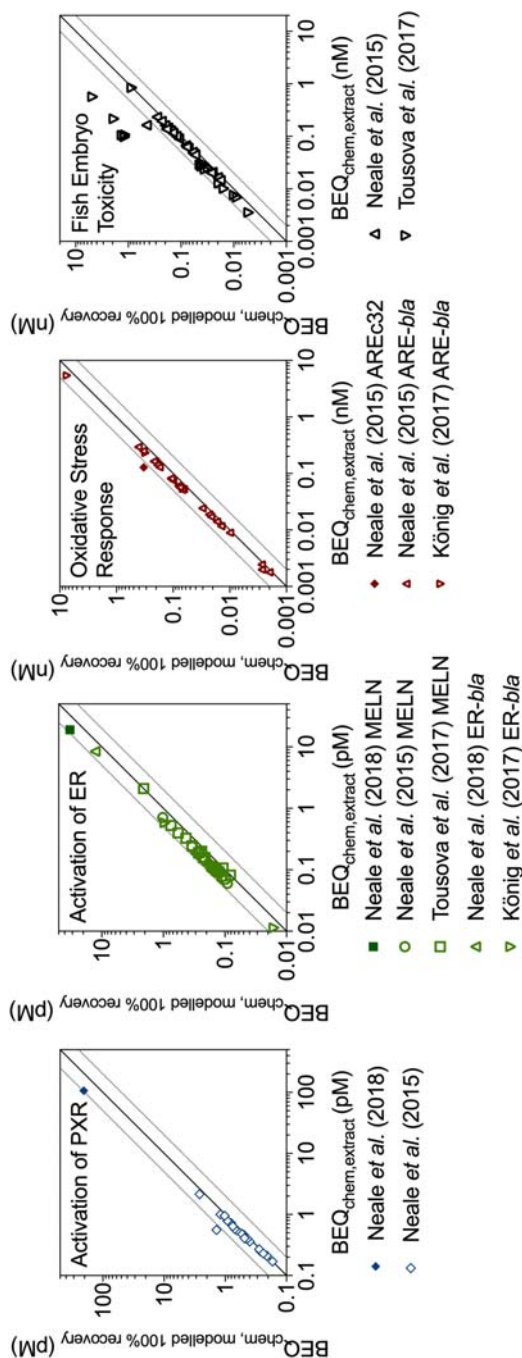 Activation of PXR
BEQchem, modelled 100% recovery (pM)
100
10
1
0.1
0.1
1
10
100
BEQchem,extract (pM)
Neale et al. (2018)
Neale et al. (2015)
Activation of ER
BEQchem, modelled 100% recovery (pM)
10
1
0.1
0.01
0.01
0.1
1
10
BEQchem,extract (pM)
Neale et al. (2018) MELN
Neale et al. (2015) MELN
Tousova et al. (2017) MELN
Neale et al. (2018) ER-bla
König et al. (2017) ER-bla
Oxidative Stress
Response
BEQchem, modelled 100% recovery (nM)
10
1
0.1
0.01
0.001
0.001
0.01
0.1
1
10
BEQchem,extract (nM)
Neale et al. (2015) AREc32
Neale et al. (2015) ARE-bla
König et al. (2017) ARE-bla
Fish Embryo
Toxicity
BEQchem, modelled 100% recovery (nM)
10
1
0.1
0.01
0.001
0.001
0.01
0.1
1
10
BEQchem,extract (nM)
Neale et al. (2015)
Tousova et al. (2017)